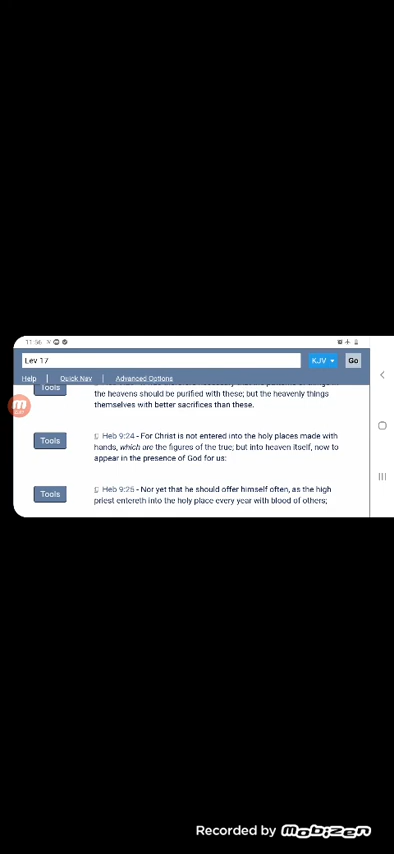 11:56
Lev 17
KJV
Go
Help | Quick Nav | Advanced Options
Tools
the heavens should be purified with these; but the heavenly things
themselves with better sacrifices than these.
Tools
Heb 9:24 - For Christ is not entered into the holy places made with
hands, which are the figures of the true; but into heaven itself, now to
appear in the presence of God for us:
Tools
Heb 9:25 - Nor yet that he should offer himself often, as the high
priest entereth into the holy place every year with blood of others;
Recorded by mobizen